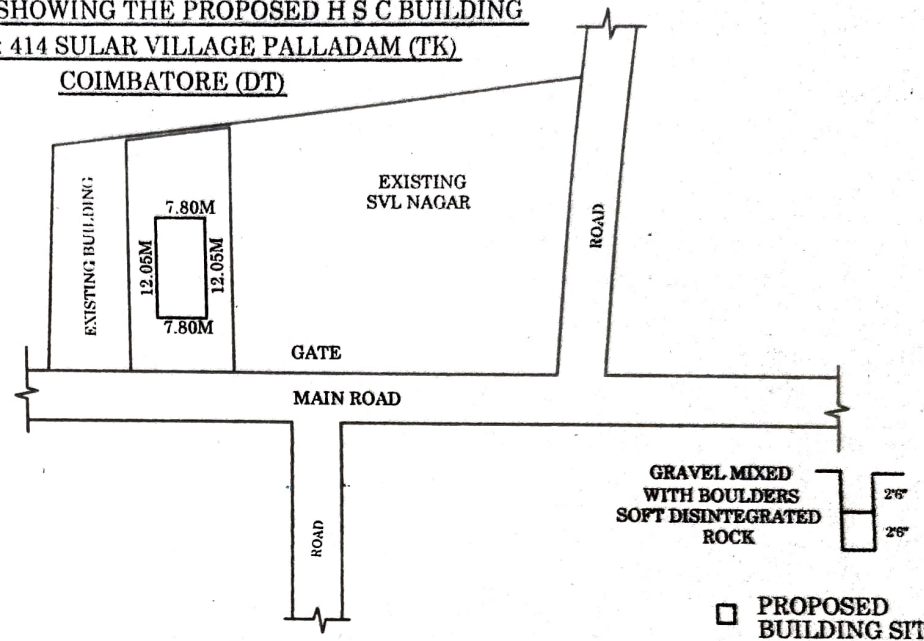 SHOWING THE PROPOSED H S C BUILDING
: 414 SULAR VILLAGE PALLADAM (TK)
COIMBATORE (DT)
EXISTING BUILDING
7.80M
12.05M
12.05M
7.80M
EXISTING
SVL NAGAR
ROAD
GATE
MAIN ROAD
ROAD
GRAVEL MIXED
WITH BOULDERS
SOFT DISINTEGRATED
ROCK
2'6"
2'6"
PROPOSED
BUILDING